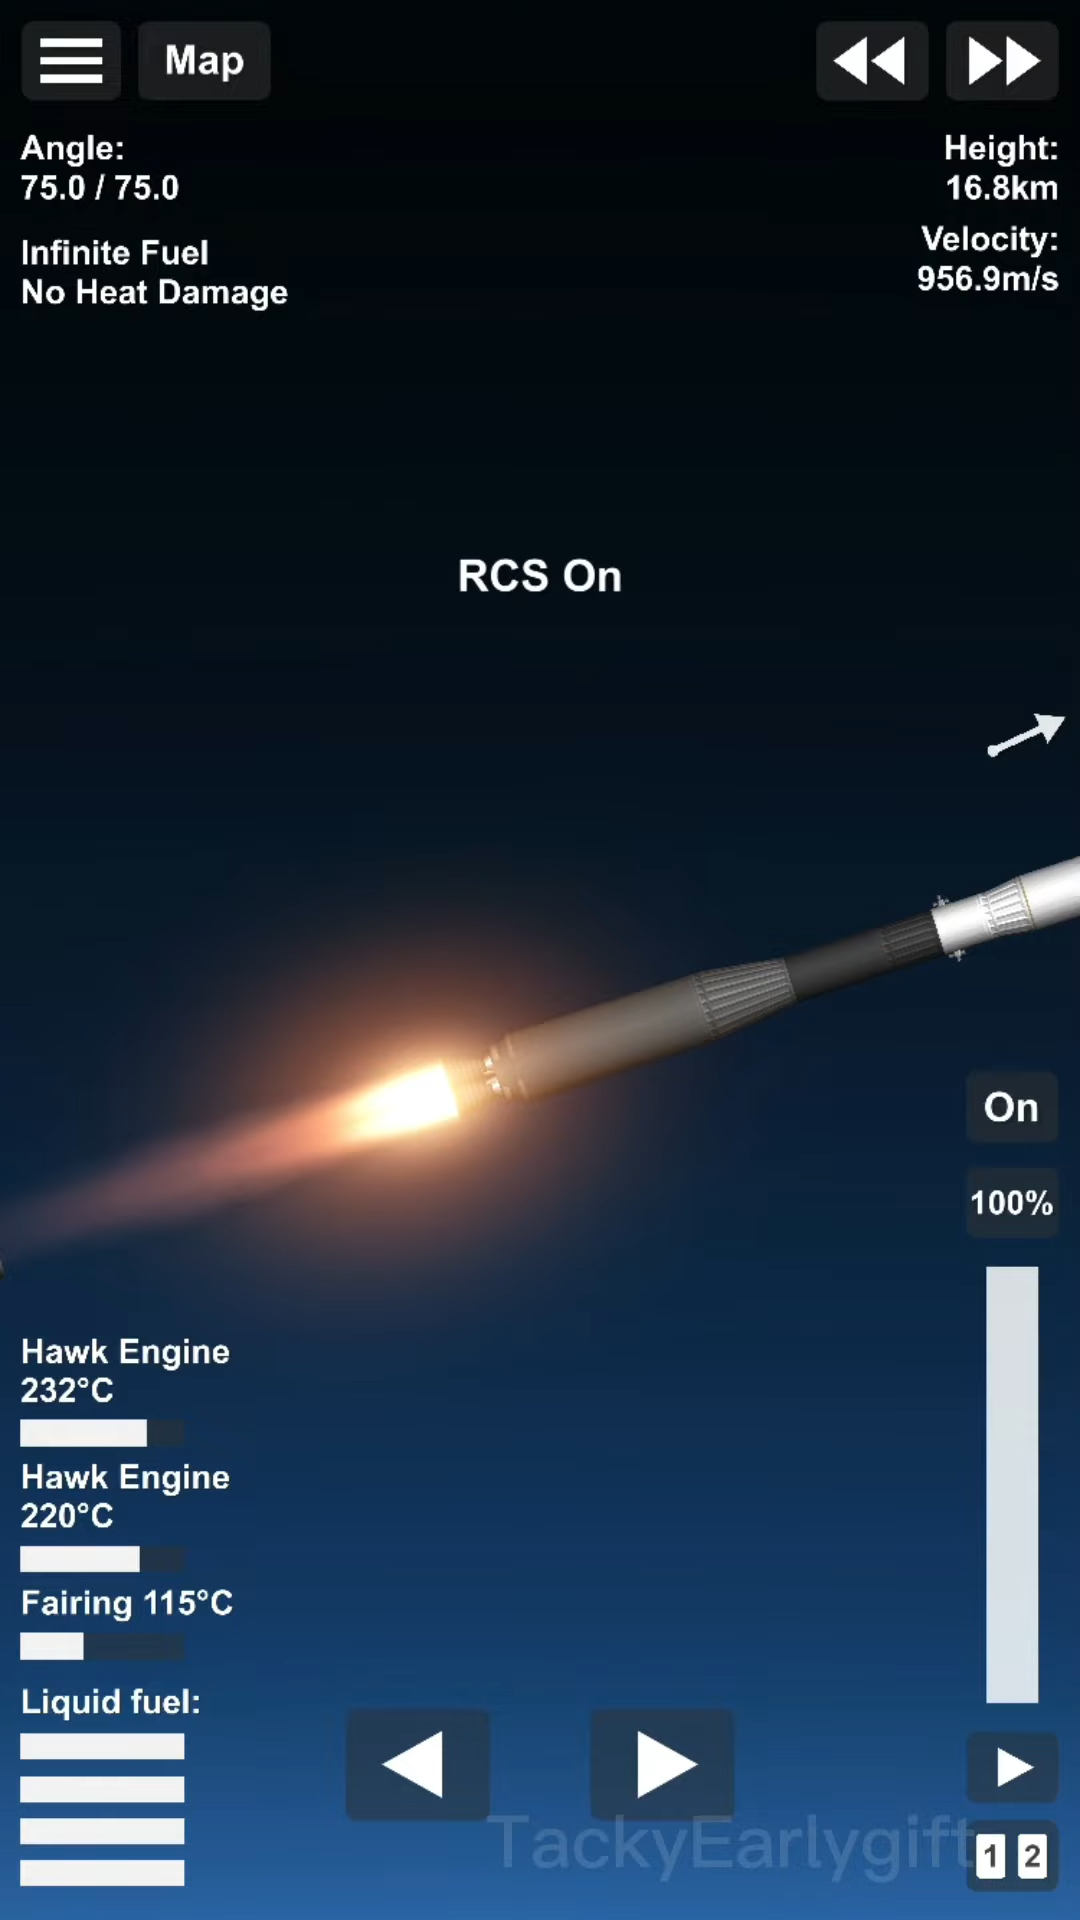 Map
Angle:
75.0 / 75.0
Infinite Fuel
No Heat Damage
Height:
16.8km
Velocity:
956.9m/s
RCS On
On
100%
Hawk Engine
232°C
Hawk Engine
220°C
Fairing 115°C
Liquid fuel:
TackyEarlygift
1 2